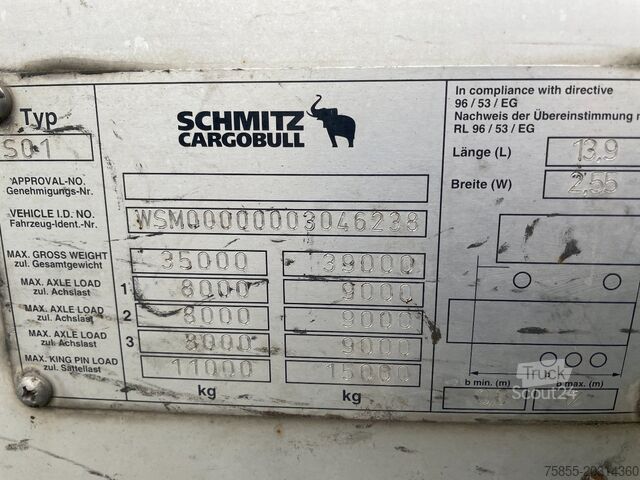 Typ
S01
SCHMITZ
CARGOBULL
In compliance with directive
96 / 53 / EG
Nachweis der Übereinstimmung
RL 96 / 53 / EG
Länge (L) 13,9
Breite (W) 2,55
APPROVAL-NO.
Genehmigungs-Nr.
VEHICLE I.D. NO.
Fahrzeug-Ident.-Nr.
WSM00000003046238
MAX. GROSS WEIGHT
zul. Gesamtgewicht
35000 39000
MAX. AXLE LOAD
zul. Achslast
1 8000 9000
MAX. AXLE LOAD
zul. Achslast
2 8000 9000
MAX. AXLE LOAD
zul. Achslast
3 8000 9000
MAX. KING PIN LOAD
zul. Sattellast
11000 15000
kg kg
b min. (m) b max. (m)
Truck
Scout24
75855-20314360